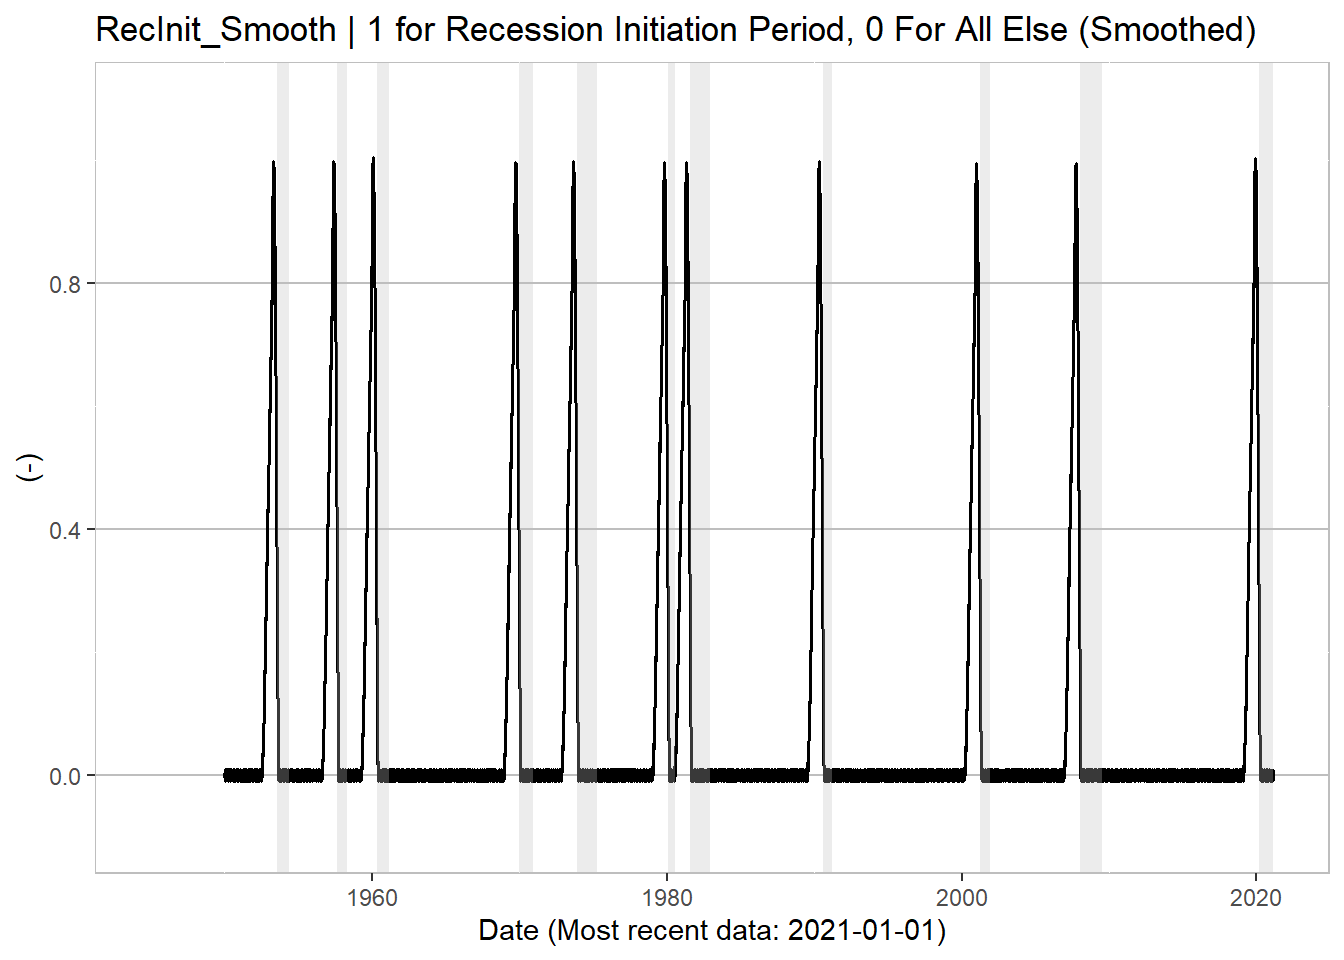 RecInit_Smooth | 1 for Recession Initiation Period, 0 For All Else (Smoothed)
0.8
(-)
0.4
0.0
1960 1980 2000 2020
Date (Most recent data: 2021-01-01)